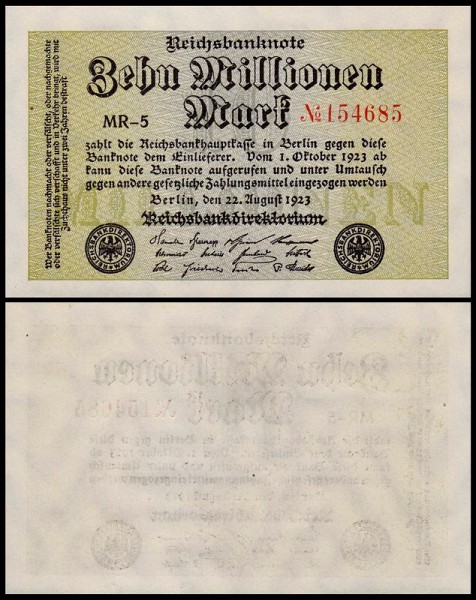 Reichsbanknote
Zehn Millionen
Mark
MR-5
№154685
zahlt die Reichsbankhauptkasse in Berlin gegen diese
Banknote dem Einlieferer. Vom 1. Oktober 1923 ab
kann diese Banknote aufgerufen und unter Umtausch
gegen andere gesetzliche Zahlungsmittel eingezogen werden
Berlin, den 22. August 1923
Reichsbankdirektorium
Wer Banknoten nachmacht oder verfälscht, oder nachgemachte
oder verfälschte sich verschafft und in Verkehr bringt, wird mit
Zuchthaus nicht unter zwei Jahren bestraft
REICHSBANKDIREKTORIUM
REICHSBANKDIREKTORIUM